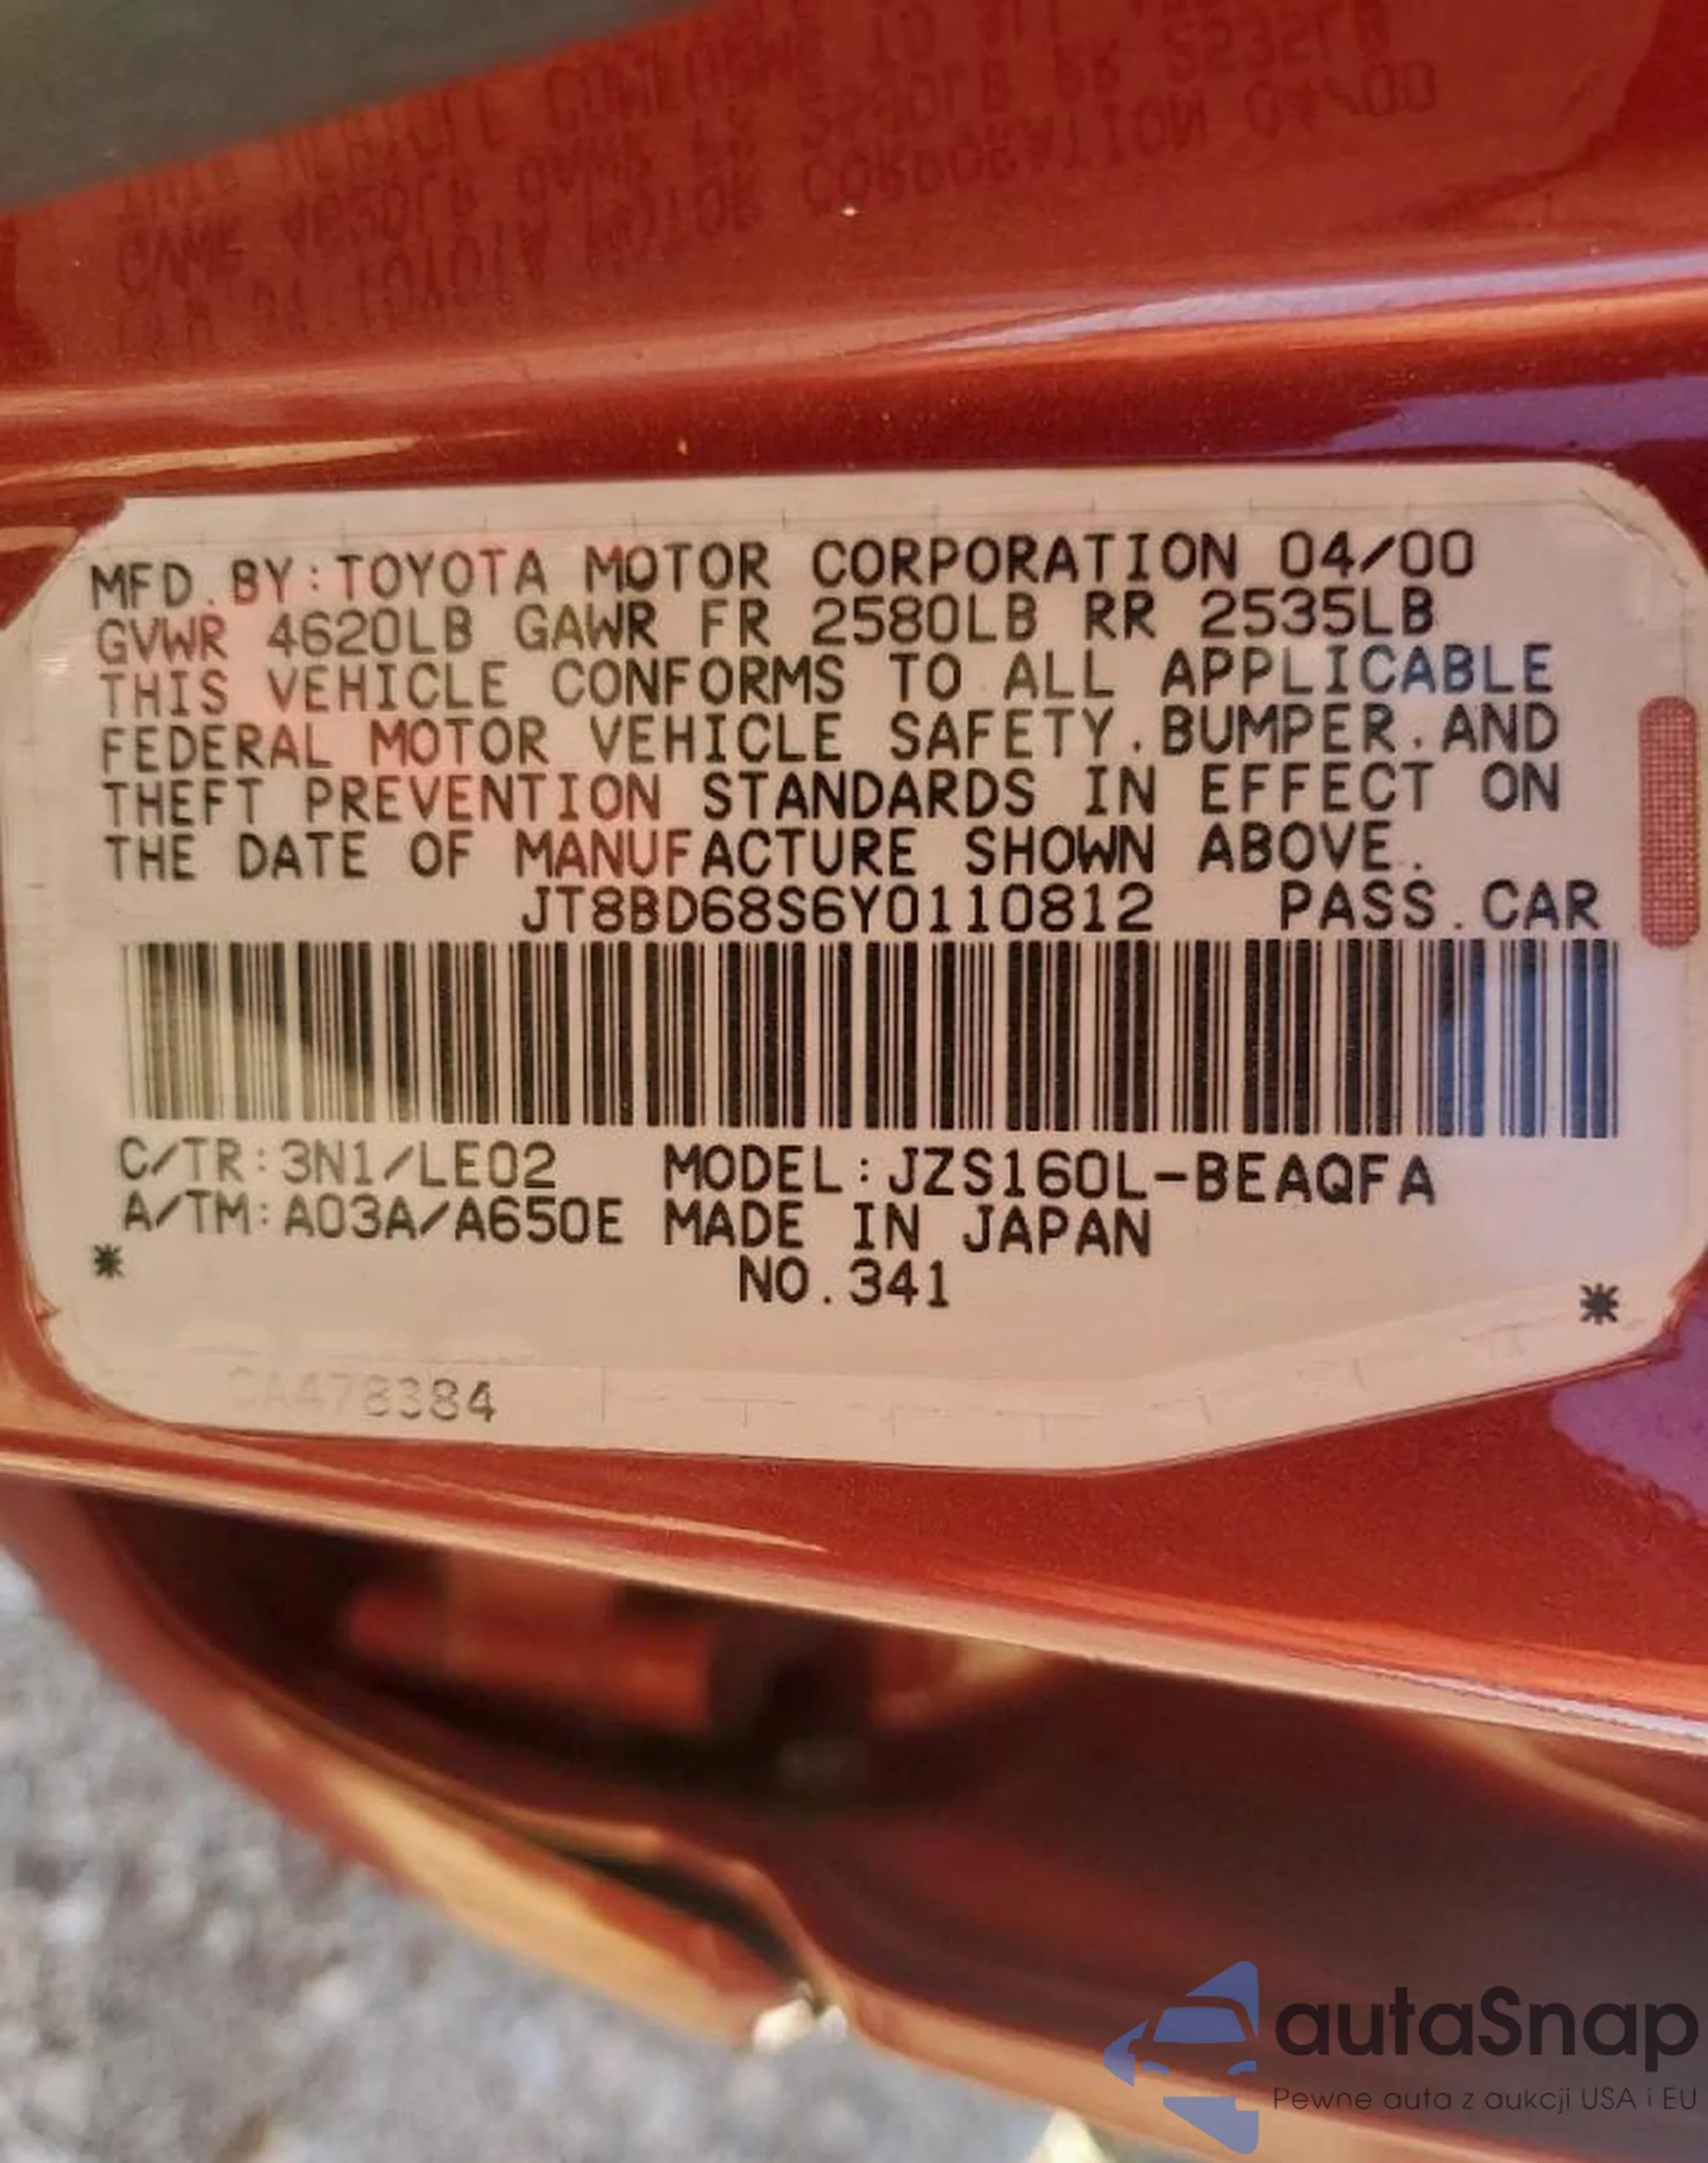 MFD.BY:TOYOTA MOTOR CORPORATION 04/00
GVWR 4620LB GAWR FR 2580LB RR 2535LB
THIS VEHICLE CONFORMS TO ALL APPLICABLE
FEDERAL MOTOR VEHICLE SAFETY.BUMPER.AND
THEFT PREVENTION STANDARDS IN EFFECT ON
THE DATE OF MANUFACTURE SHOWN ABOVE.
JT8BD68S6Y0110812 PASS.CAR
C/TR:3N1/LE02 MODEL:JZS160L-BEAQFA
A/TM:A03A/A650E MADE IN JAPAN
* NO.341 *
CA478384
autaSnap
Pewne auta z aukcji USA i EU